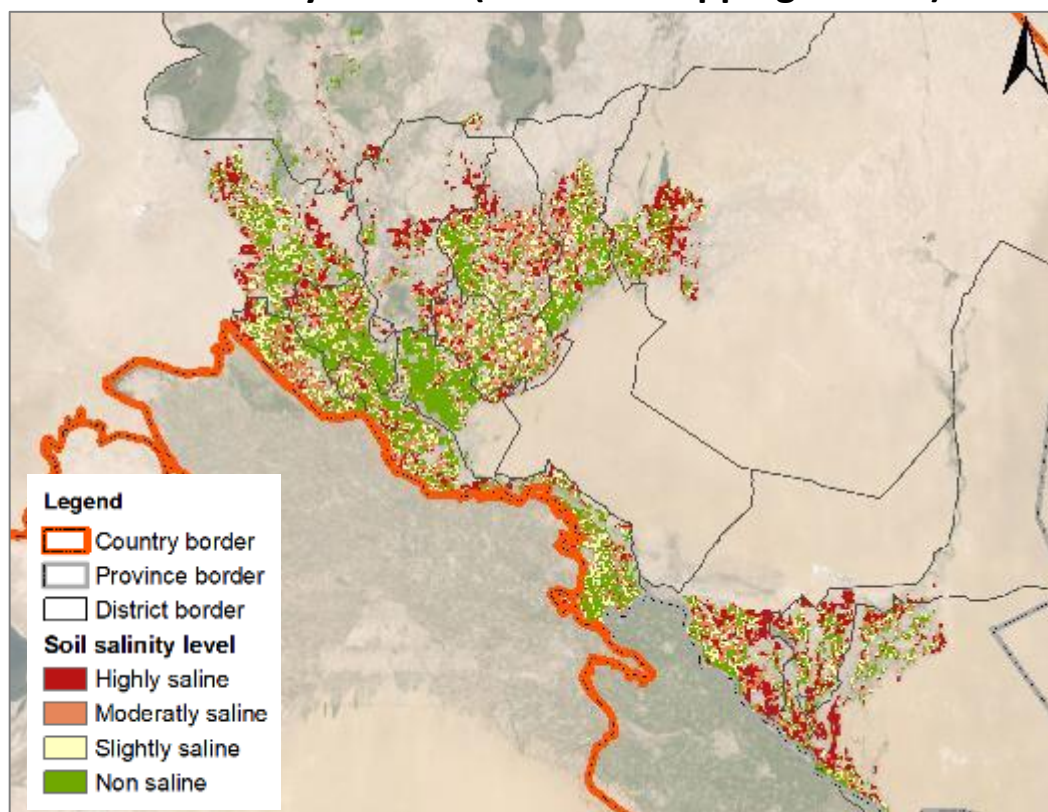 Legend
Country border
Province border
District border
Soil salinity level
Highly saline
Moderatly saline
Slightly saline
Non saline